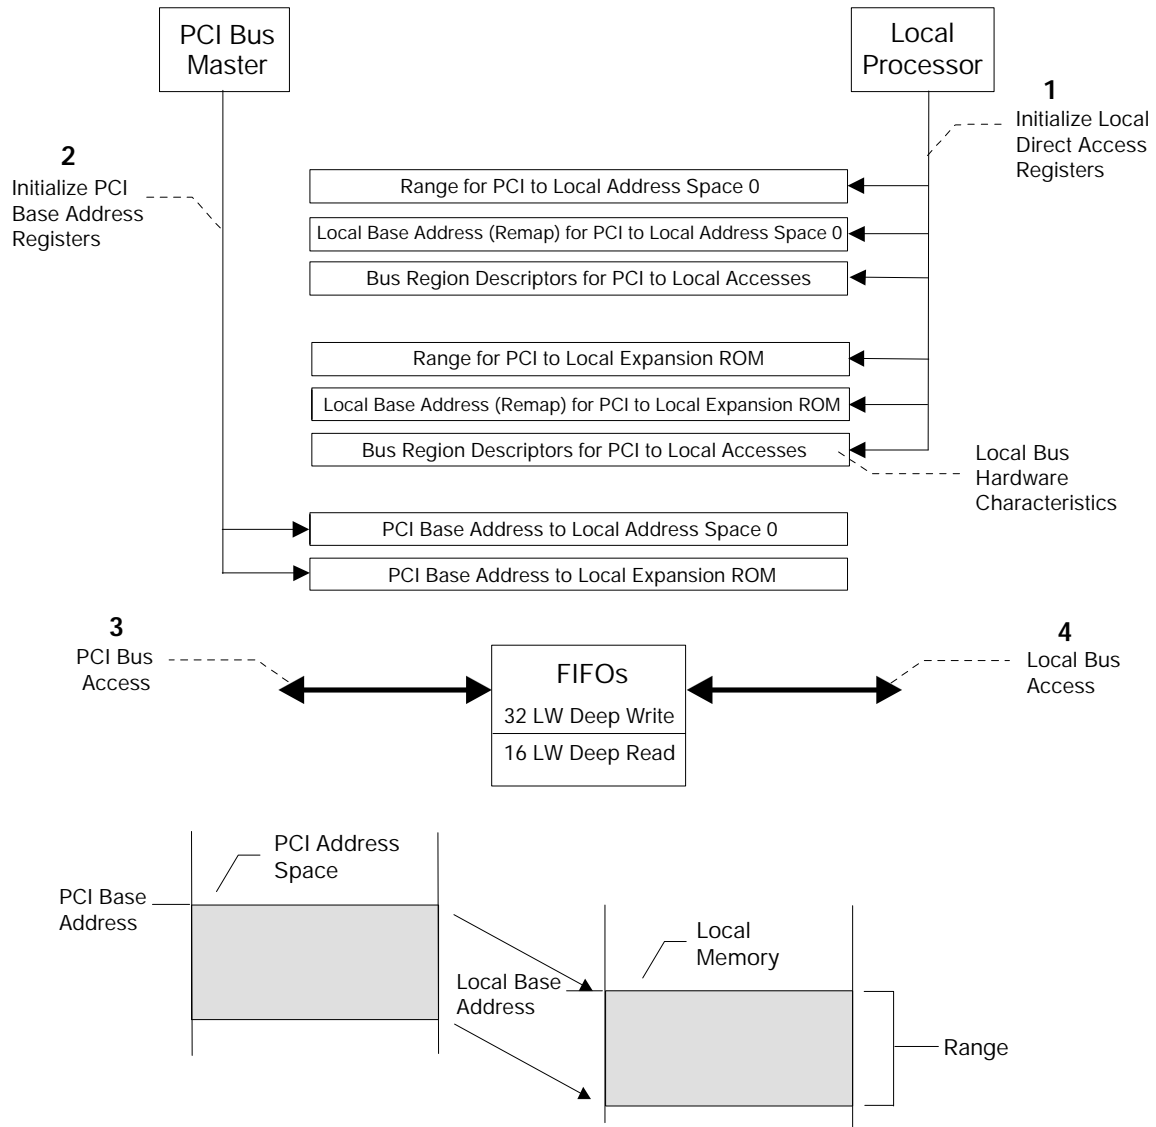 PCI Bus
Master
Local
Processor
1
Initialize Local
Direct Access
Registers
2
Initialize PCI
Base Address
Registers
Range for PCI to Local Address Space 0
Local Base Address (Remap) for PCI to Local Address Space 0
Bus Region Descriptors for PCI to Local Accesses
Range for PCI to Local Expansion ROM
Local Base Address (Remap) for PCI to Local Expansion ROM
Bus Region Descriptors for PCI to Local Accesses
Local Bus
Hardware
Characteristics
PCI Base Address to Local Address Space 0
PCI Base Address to Local Expansion ROM
3
PCI Bus
Access
FIFOs
32 LW Deep Write
16 LW Deep Read
4
Local Bus
Access
PCI Address
Space
PCI Base
Address
Local
Memory
Local Base
Address
Range